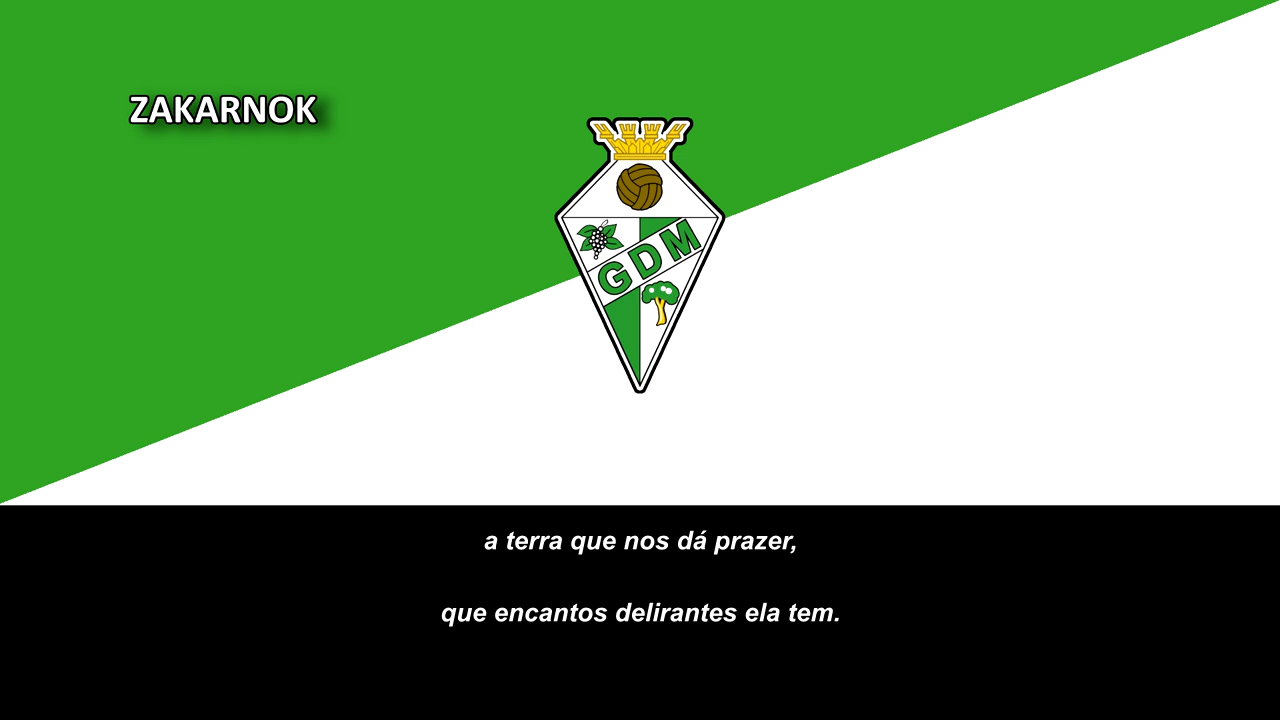 ZAKARNOK
GDM
a terra que nos dá prazer,
que encantos delirantes ela tem.